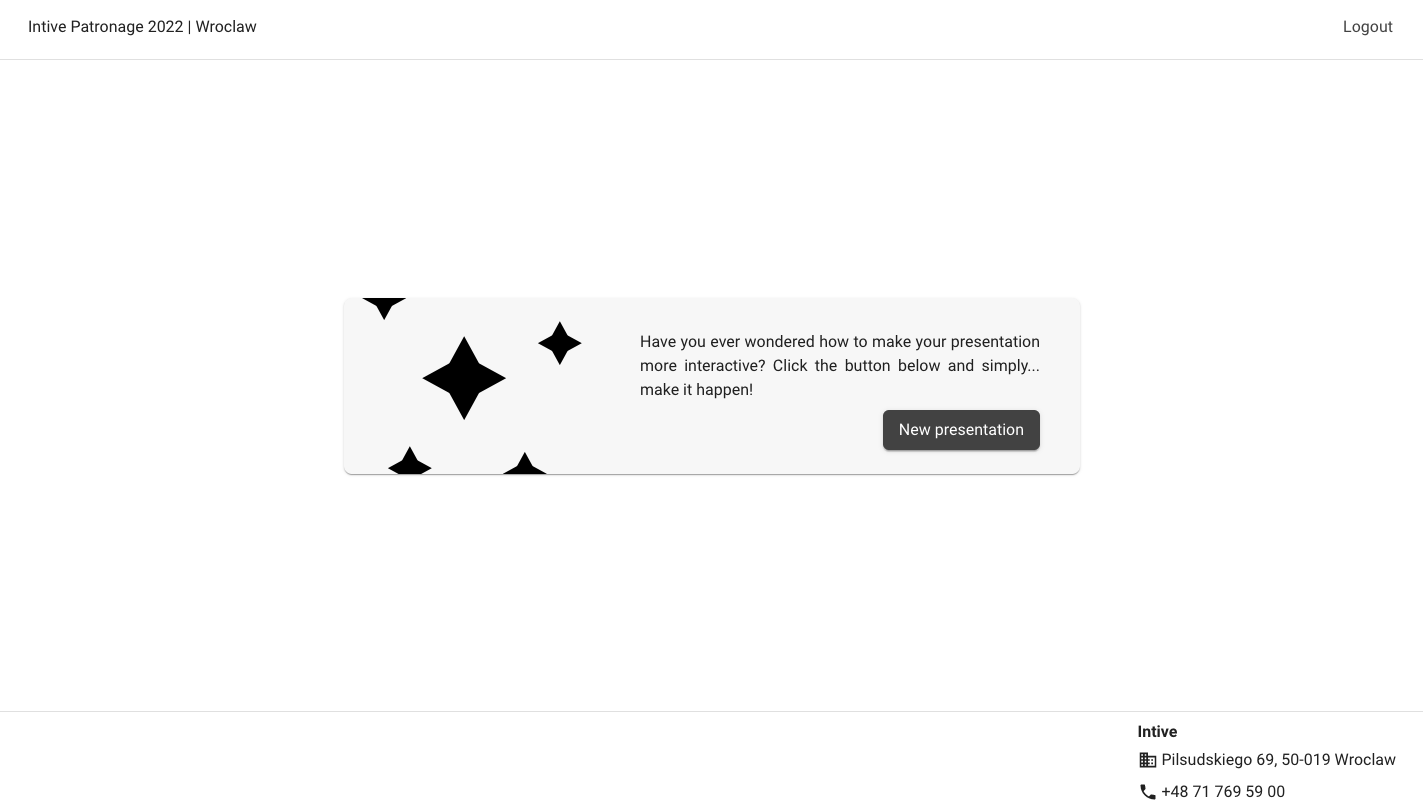 Intive Patronage 2022 | Wroclaw
Logout
Have you ever wondered how to make your presentation
more interactive? Click the button below and simply...
make it happen!
New presentation
Intive
Pilsudskiego 69, 50-019 Wroclaw
+48 71 769 59 00